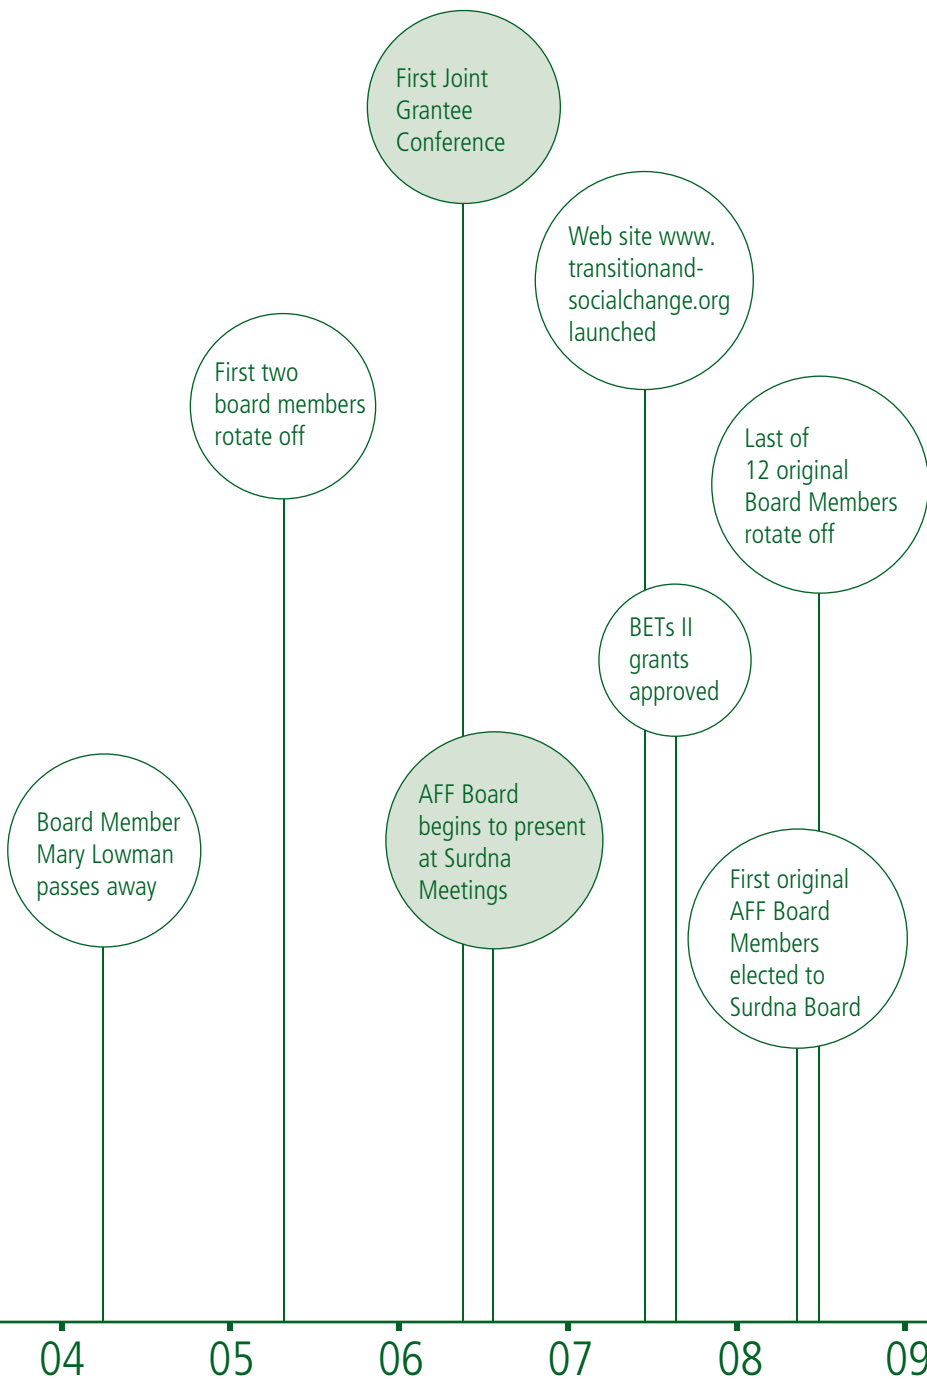 First Joint
Grantee
Conference
Web site www.
transitionand-
socialchange.org
launched
First two
board members
rotate off
Last of
12 original
Board Members
rotate off
BETs II
grants
approved
Board Member
Mary Lowman
passes away
AFF Board
begins to present
at Surdna
Meetings
First original
AFF Board
Members
elected to
Surdna Board
04 05 06 07 08 09